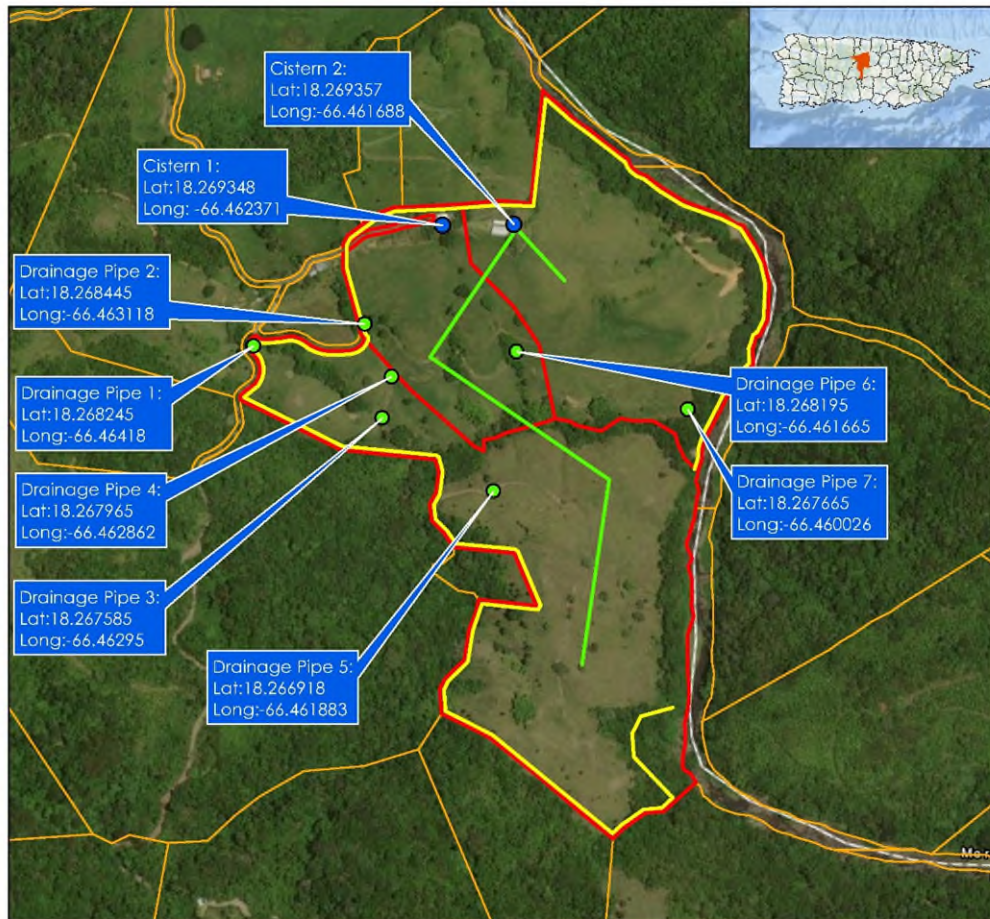 Cistern 2:
Lat:18.269357
Long:-66.461688
Cistern 1:
Lat:18.269348
Long: -66.462371
Drainage Pipe 2:
Lat:18.268445
Long:-66.463118
Drainage Pipe 1:
Lat:18.268245
Long:-66.46418
Drainage Pipe 6:
Lat:18.268195
Long:-66.461665
Drainage Pipe 4:
Lat:18.267965
Long:-66.462862
Drainage Pipe 7:
Lat:18.267665
Long:-66.460026
Drainage Pipe 3:
Lat:18.267585
Long:-66.46295
Drainage Pipe 5:
Lat:18.266918
Long:-66.461883